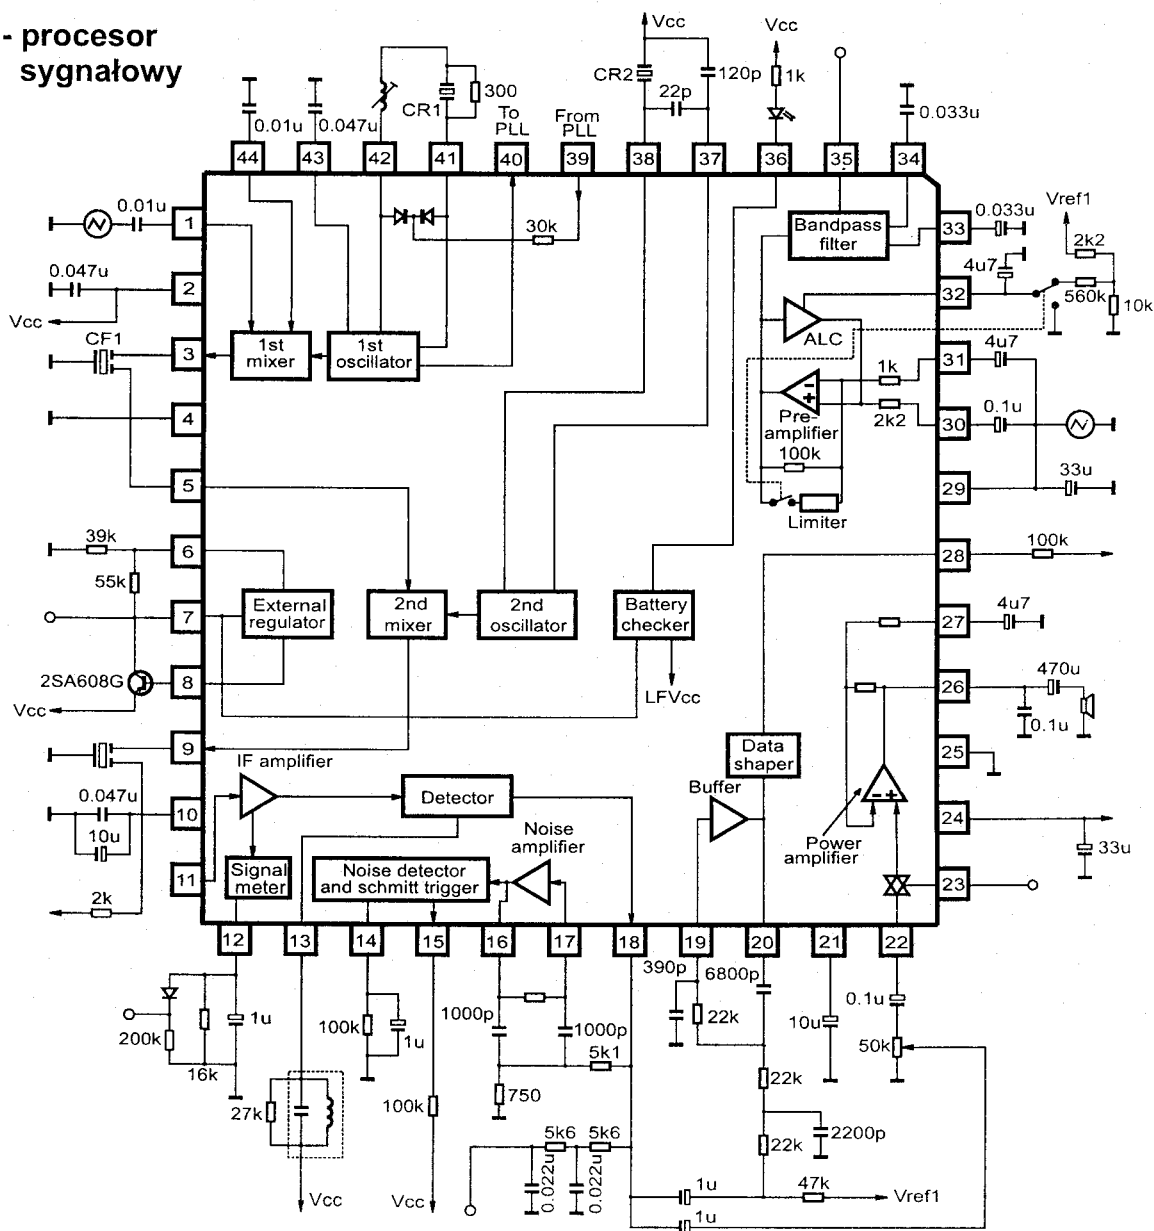 - procesor
sygnałowy
Vcc
Vcc
CR2
120p
22p
1k
300
CR1
0.01u
0.047u
To
PLL
From
PLL
0.033u
44
43
42
41
40
39
38
37
36
35
34
0.01u
1
30k
Bandpass
filter
33
0.033u
Vref1
2k2
0.047u
2
4u7
32
560k
10k
Vcc
ALC
CF1
3
1st
mixer
1st
oscillator
31
4u7
1k
4
Pre-
amplifier
2k2
30
0.1u
100k
5
29
33u
Limiter
39k
6
28
100k
55k
7
External
regulator
2nd
mixer
2nd
oscillator
Battery
checker
27
4u7
2SA608G
8
LFVcc
26
470u
0.1u
Vcc
9
IF amplifier
Data
shaper
25
0.047u
10
10u
Detector
Buffer
24
33u
Noise
amplifier
Power
amplifier
11
Signal
meter
Noise detector
and schmitt trigger
23
2k
12
13
14
15
16
17
18
19
20
21
22
390p
6800p
200k
16k
1u
100k
1u
1000p
1000p
22k
10u
0.1u
50k
5k1
27k
100k
750
22k
5k6
5k6
22k
2200p
0.022u
0.022u
Vcc
Vcc
1u
47k
Vref1
1u